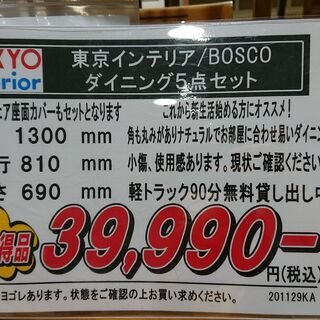 KYO
erior
東京インテリア/BOSCO
ダイニング5点セット
ェア座面カバーもセットとなります
1300 mm
行 810 mm
さ 690 mm
これから新生活始める方にオススメ!
角も丸みがありナチュラルでお部屋に合わせ易いダイニ
小傷、使用感あります。現状ご確認ください
軽トラック90分無料貸し出し中
得品
39,990-
円(税込)
ヨゴレあります。状態をご確認の上お買い求めください。
201129KA